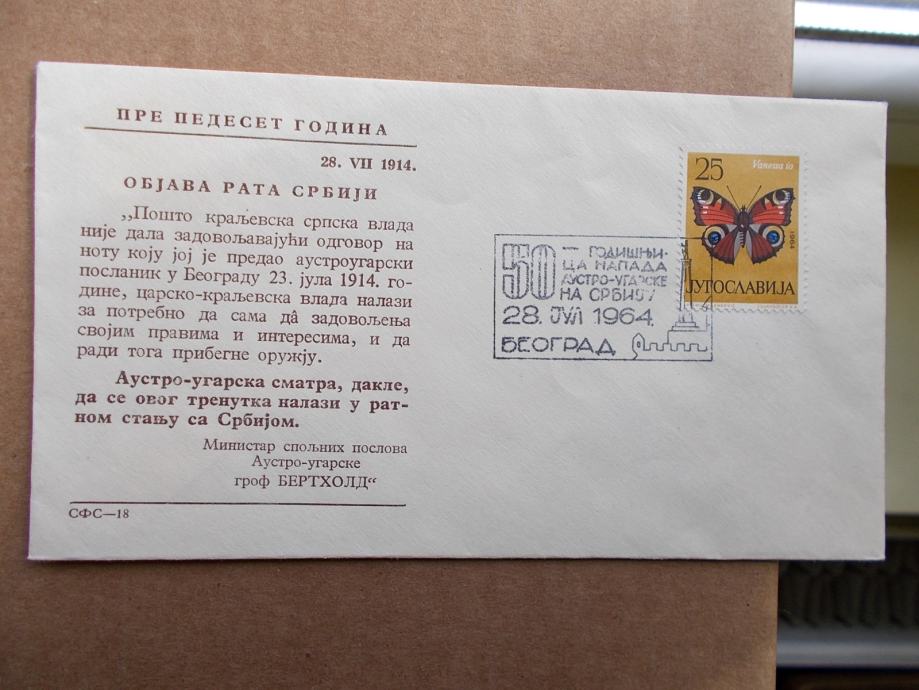 ПРЕ ПЕДЕСЕТ ГОДИНА
28. VII 1914.
ОБЈАВА РАТА СРБИЈИ
„Пошто краљевска српска влада
није дала задовољавајући одговор на
ноту коју јој је предао аустроугарски
посланик у Београду 23. јула 1914. го-
дине, царско-краљевска влада налази
за потребно да сама дâ задовољења
својим правима и интересима, и да
ради тога прибегне оружју.
Аустро-угарска сматра, дакле,
да се овог тренутка налази у рат-
ном стању са Србијом.
Министар спољних послова
Аустро-угарске
гроф БЕРТХОЛД“
СФС—18
50
ГОДИШЊИ-
ЦА НАПАДА
АУСТРО-УГАРСКЕ
НА СРБИЈУ
28. ЈУЛ 1964.
БЕОГРАД
25
Vanessa io
1964
ЈУГОСЛАВИЈА